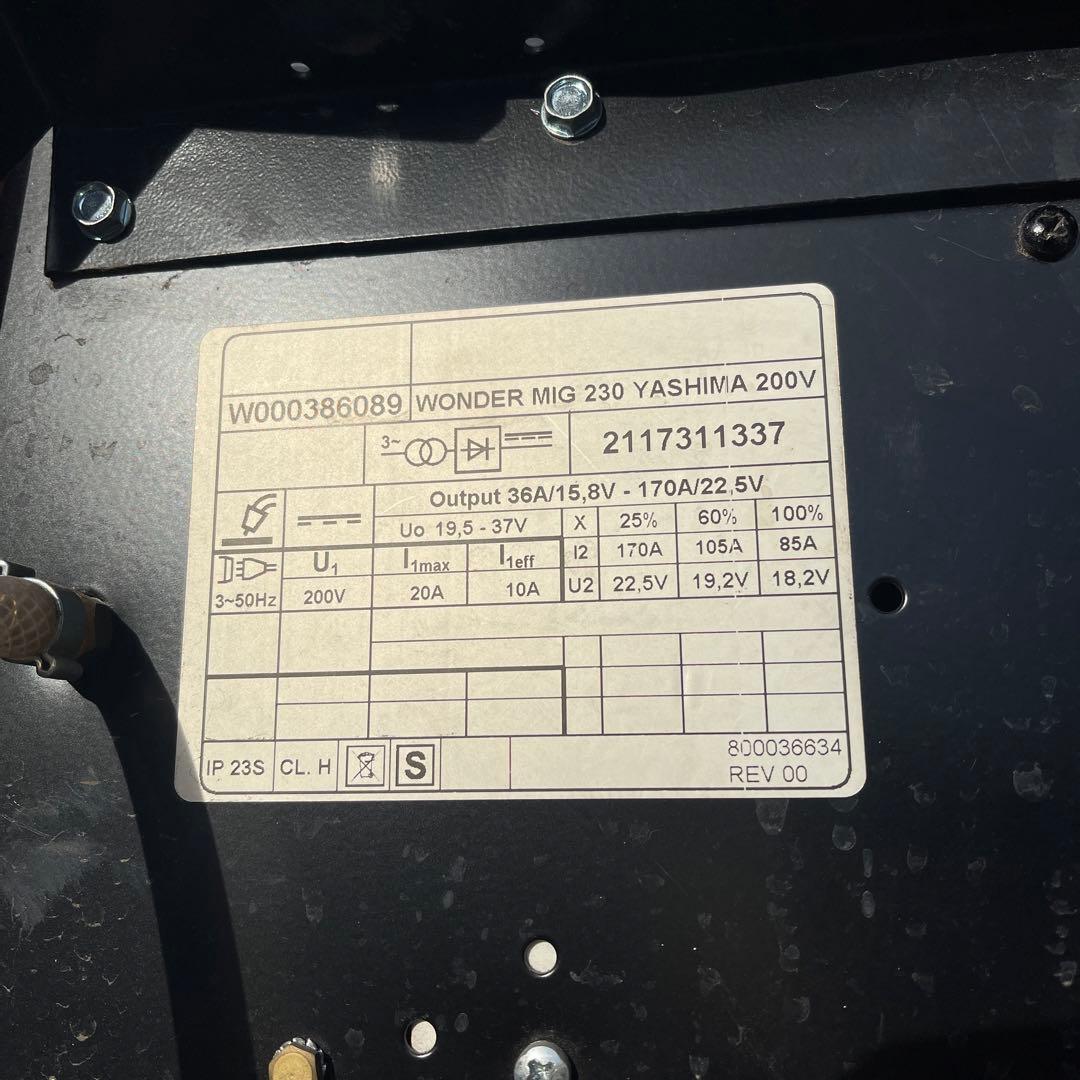 W000386089 WONDER MIG 230 YASHIMA 200V
3~ 2117311337
Output 36A/15,8V - 170A/22,5V
Uo 19,5 - 37V X 25% 60% 100%
U1 I1max I1eff I2 170A 105A 85A
3~50Hz 200V 20A 10A U2 22,5V 19,2V 18,2V
IP 23S CL. H S 800036634
REV 00